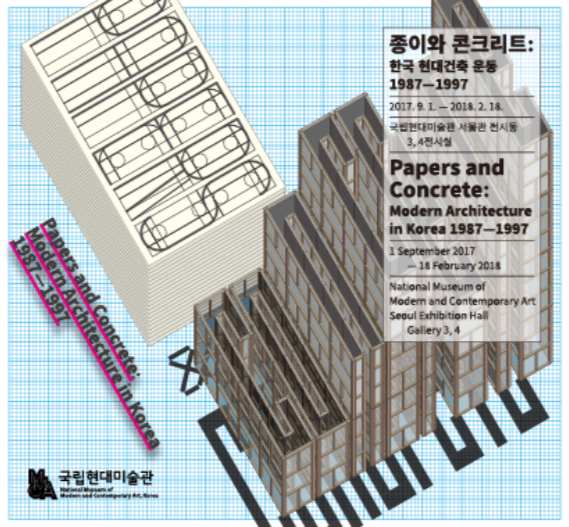 종이와 콘크리트:
한국 현대건축 운동
1987—1997
2017. 9. 1. — 2018. 2. 18.
국립현대미술관 서울관 전시동
3, 4전시실
Papers and
Concrete:
Modern Architecture
in Korea 1987—1997
1 September 2017
— 18 February 2018
National Museum of
Modern and Contemporary Art
Seoul Exhibition Hall
Gallery 3, 4
Papers and Concrete:
Modern Architecture in Korea
1987—1997
국립현대미술관
National Museum of
Modern and Contemporary Art, Korea